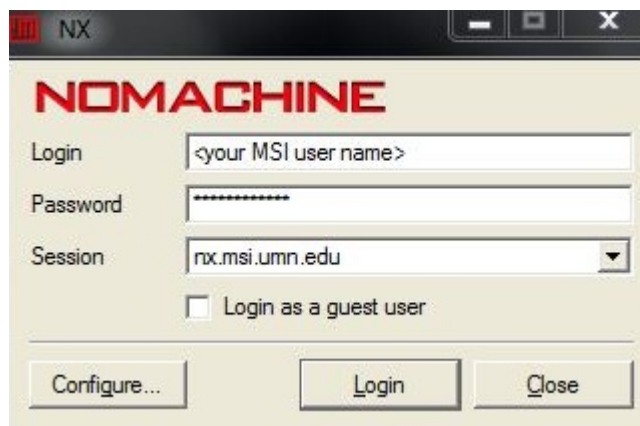 NX
NOMACHINE
Login <your MSI user name>
Password ************
Session nx.msi.umn.edu
Login as a guest user
Configure... Login Close